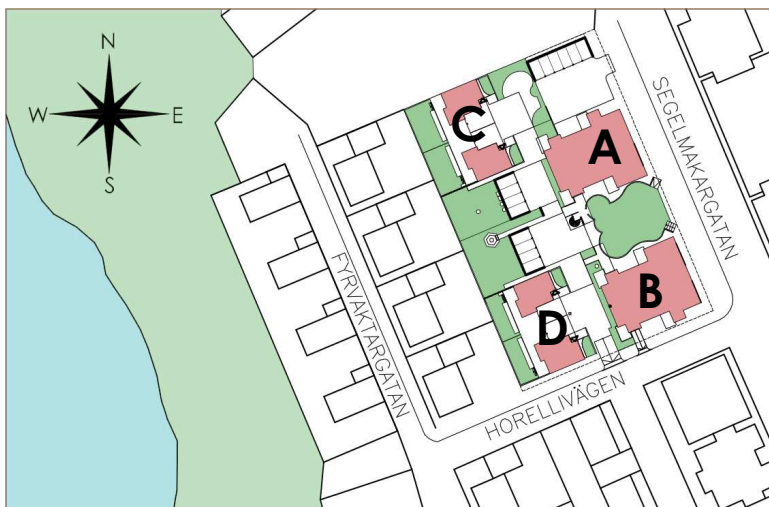 N
W E
S
C
A
B
D
SEGELMAKARGATAN
FYRVAKTARGATAN
HORELLIVÄGEN